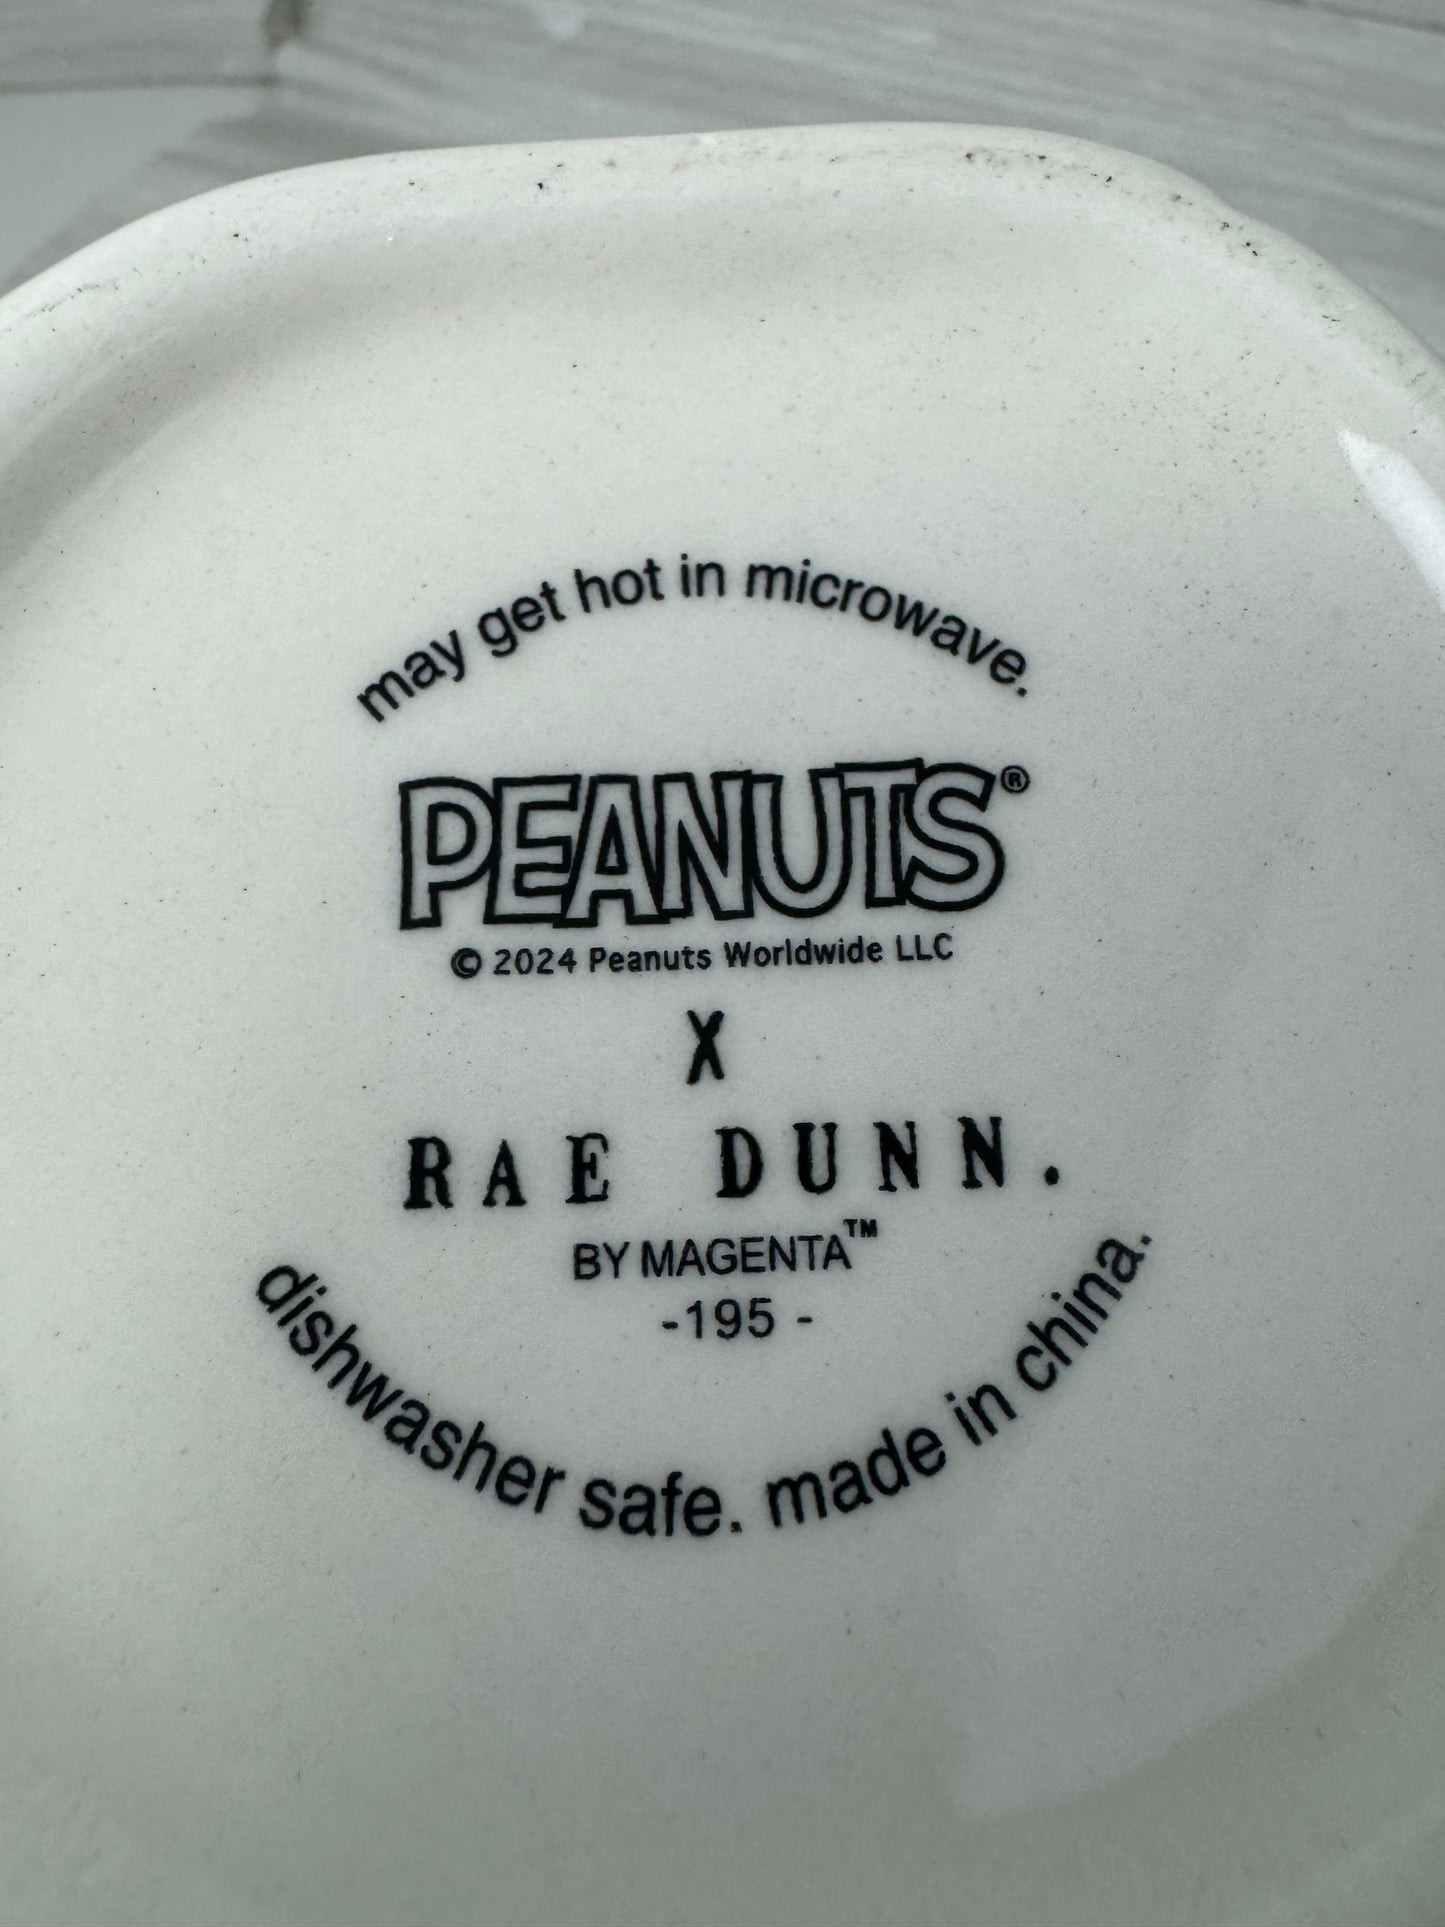 may get hot in microwave.
PEANUTS®
© 2024 Peanuts Worldwide LLC
X
RAE DUNN.
BY MAGENTA™
-195 -
dishwasher safe. made in china.